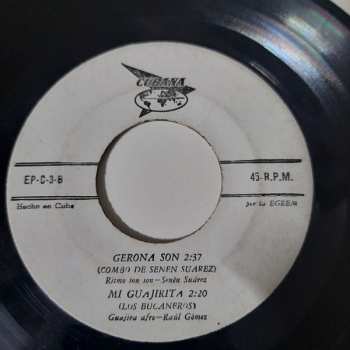 CUBANA
EP-C-3-B 45-R.P.M.
Hecho en Cuba por la EGREM
GERONA SON 2:37
(COMBO DE SENEN SUAREZ)
Ritmo son son—Senén Suárez
MI GUAJIRITA 2:20
(LOS BUCANEROS)
Guajira afro—Raúl Gómez